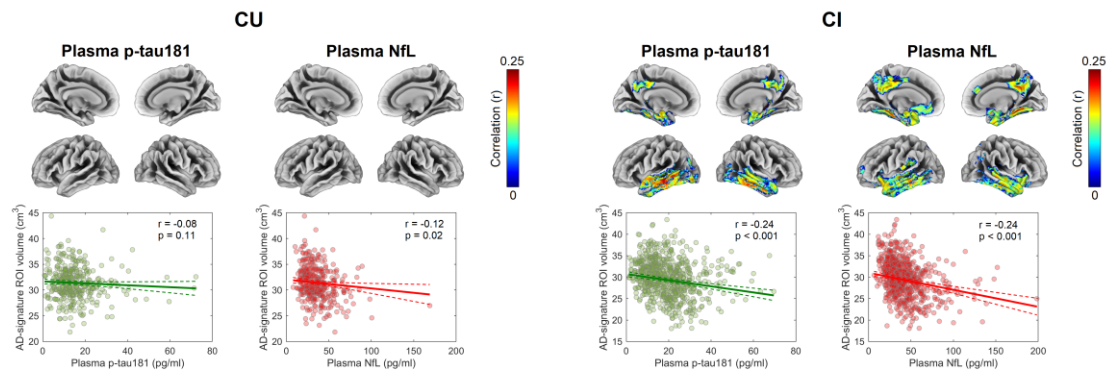 CU
CI
Plasma p-tau181
Plasma NfL
Plasma p-tau181
Plasma NfL
0.25
Correlation (r)
0
0.25
Correlation (r)
0
AD-signature ROI volume (cm³)
45
40
35
30
25
20
r = -0.08
p = 0.11
0
20
40
60
80
Plasma p-tau181 (pg/ml)
AD-signature ROI volume (cm³)
45
40
35
30
25
20
r = -0.12
p = 0.02
0
50
100
150
200
Plasma NfL (pg/ml)
AD-signature ROI volume (cm³)
45
40
35
30
25
20
15
r = -0.24
p < 0.001
0
20
40
60
80
Plasma p-tau181 (pg/ml)
AD-signature ROI volume (cm³)
45
40
35
30
25
20
15
r = -0.24
p < 0.001
0
50
100
150
200
Plasma NfL (pg/ml)